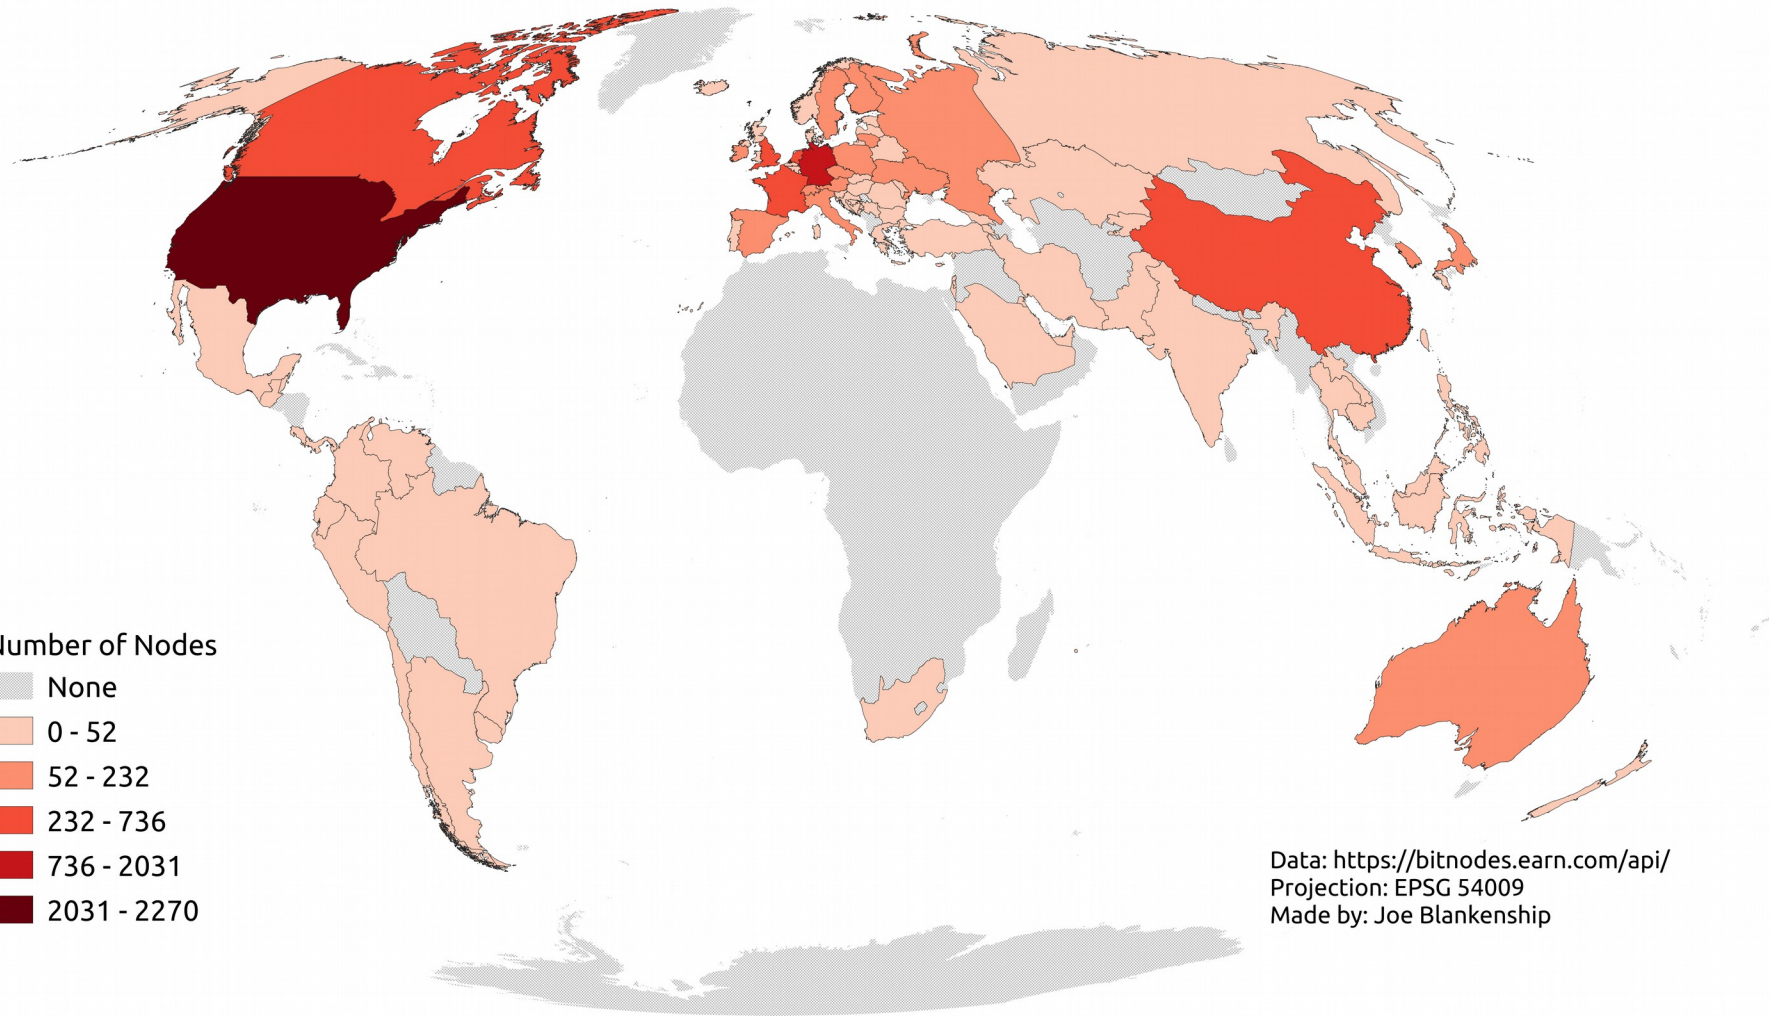 Number of Nodes
None
0 - 52
52 - 232
232 - 736
736 - 2031
2031 - 2270
Data: https://bitnodes.earn.com/api/
Projection: EPSG 54009
Made by: Joe Blankenship